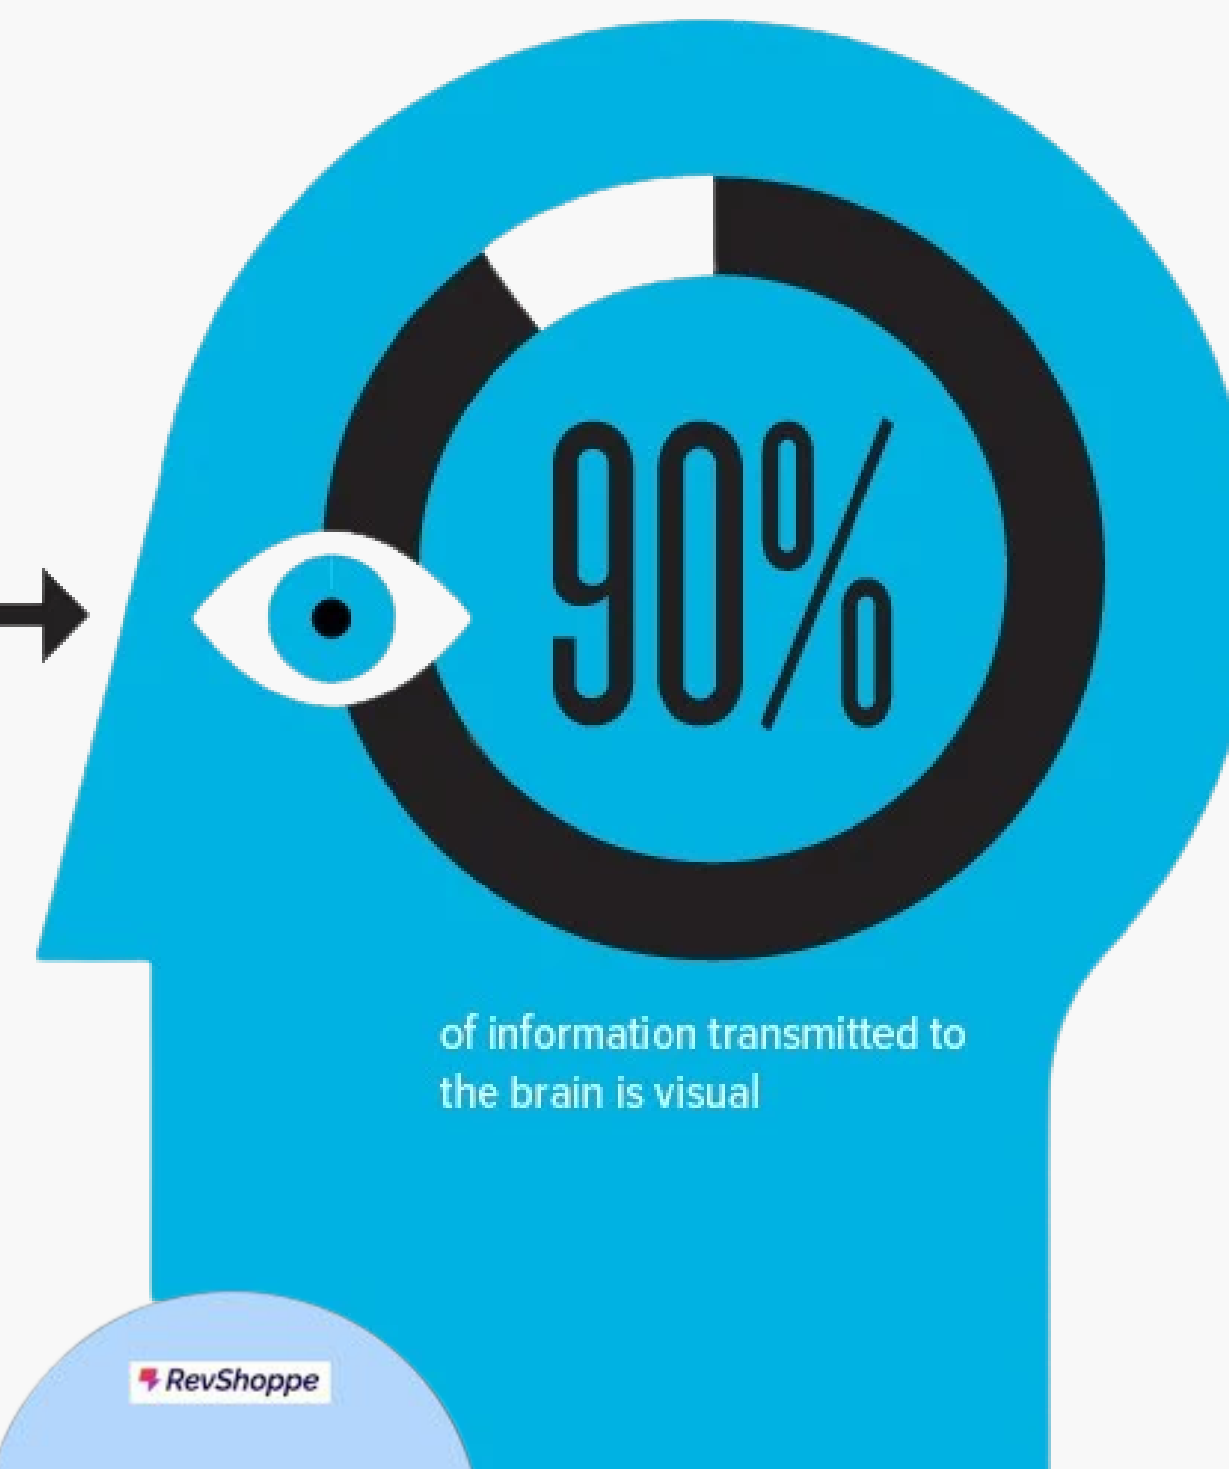 90%
of information transmitted to
the brain is visual
RevShoppe